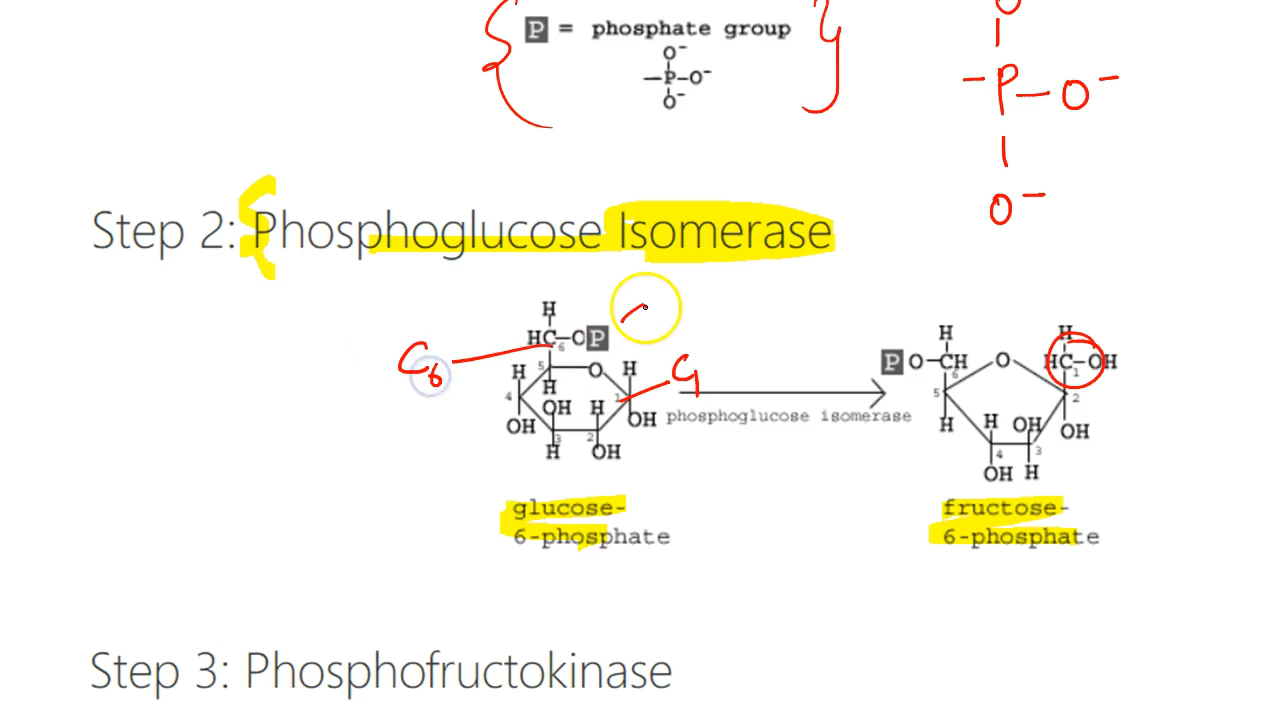 P = phosphate group
O⁻
–P–O⁻
O⁻
O
– P – O⁻
O⁻
Step 2: Phosphoglucose Isomerase
H
HC–OP
6
C6
H
5
O
H
C1
4
H
OH
H
1
OH
OH
3
2
H
OH
phosphoglucose isomerase
H
H
P O–CH
6
O
HC–OH
1
5
2
H
H
OH
OH
4
3
OH
H
glucose-
6-phosphate
fructose-
6-phosphate
Step 3: Phosphofructokinase